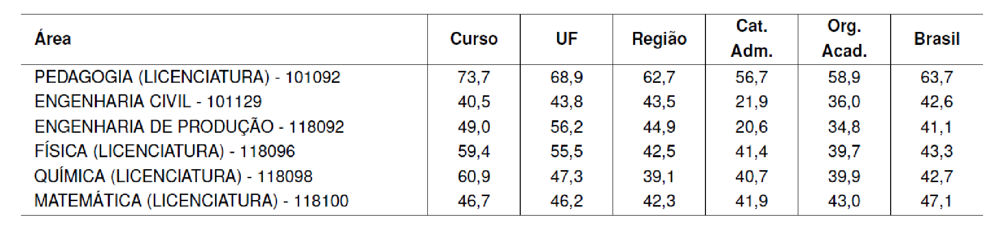 Área Curso UF Região Cat. Adm. Org. Acad. Brasil
PEDAGOGIA (LICENCIATURA) - 101092 73,7 68,9 62,7 56,7 58,9 63,7
ENGENHARIA CIVIL - 101129 40,5 43,8 43,5 21,9 36,0 42,6
ENGENHARIA DE PRODUÇÃO - 118092 49,0 56,2 44,9 20,6 34,8 41,1
FÍSICA (LICENCIATURA) - 118096 59,4 55,5 42,5 41,4 39,7 43,3
QUÍMICA (LICENCIATURA) - 118098 60,9 47,3 39,1 40,7 39,9 42,7
MATEMÁTICA (LICENCIATURA) - 118100 46,7 46,2 42,3 41,9 43,0 47,1